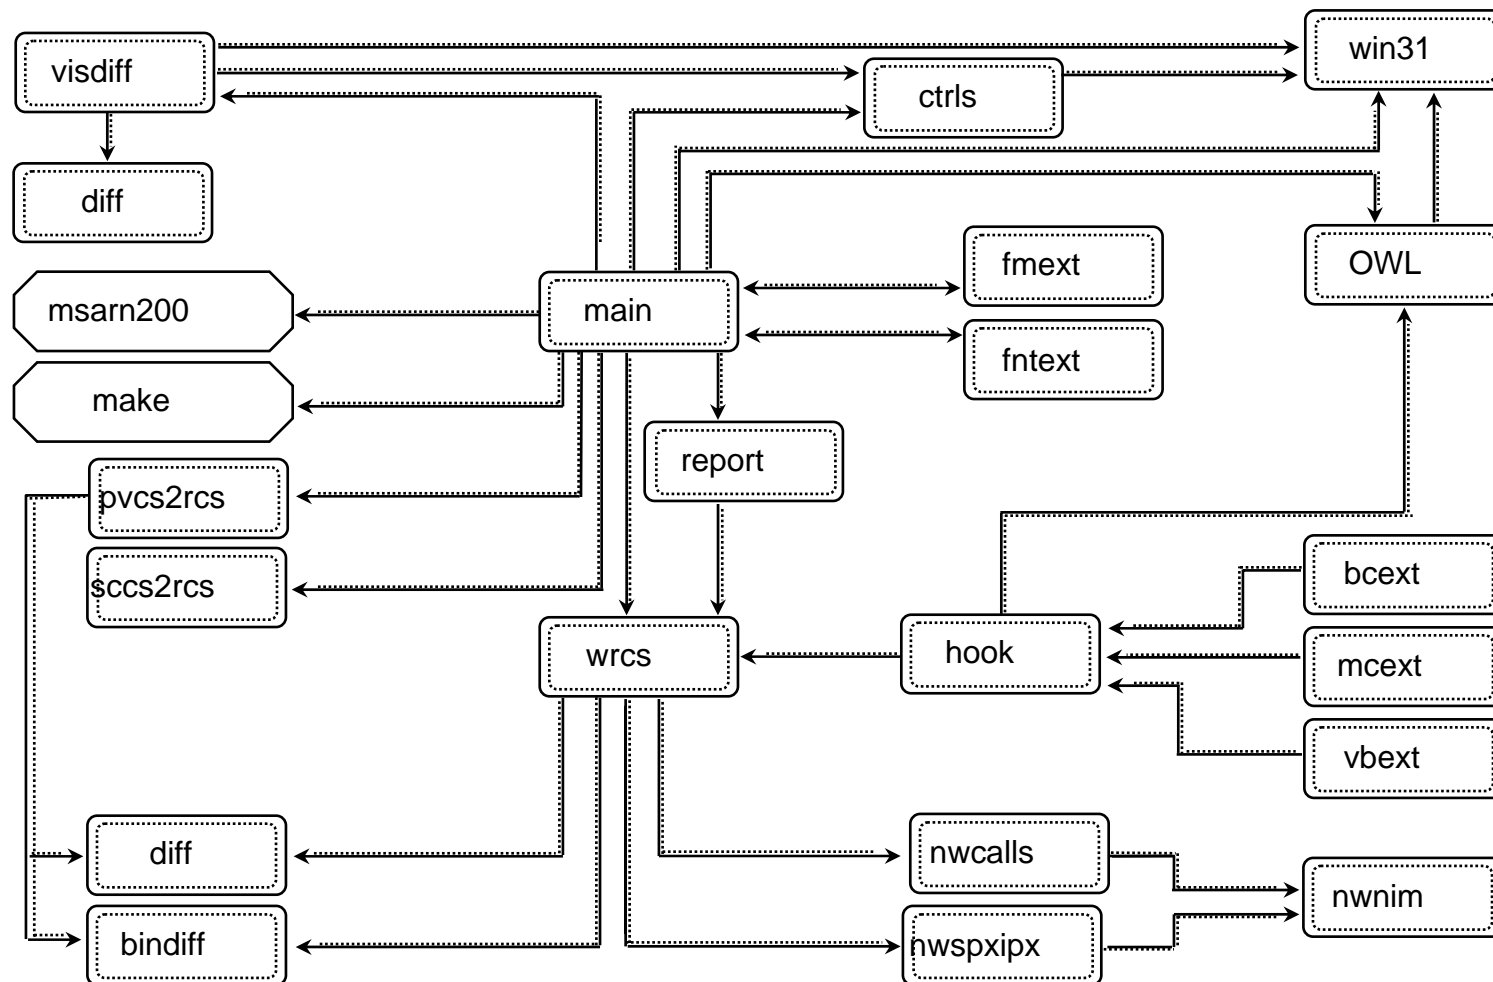 visdiff
win31
ctrls
diff
main
fmext
OWL
msarn200
fntext
make
report
pvcs2rcs
sccs2rcs
bcext
wrcs
hook
mcext
vbext
diff
nwcalls
nwnim
bindiff
nwspxipx